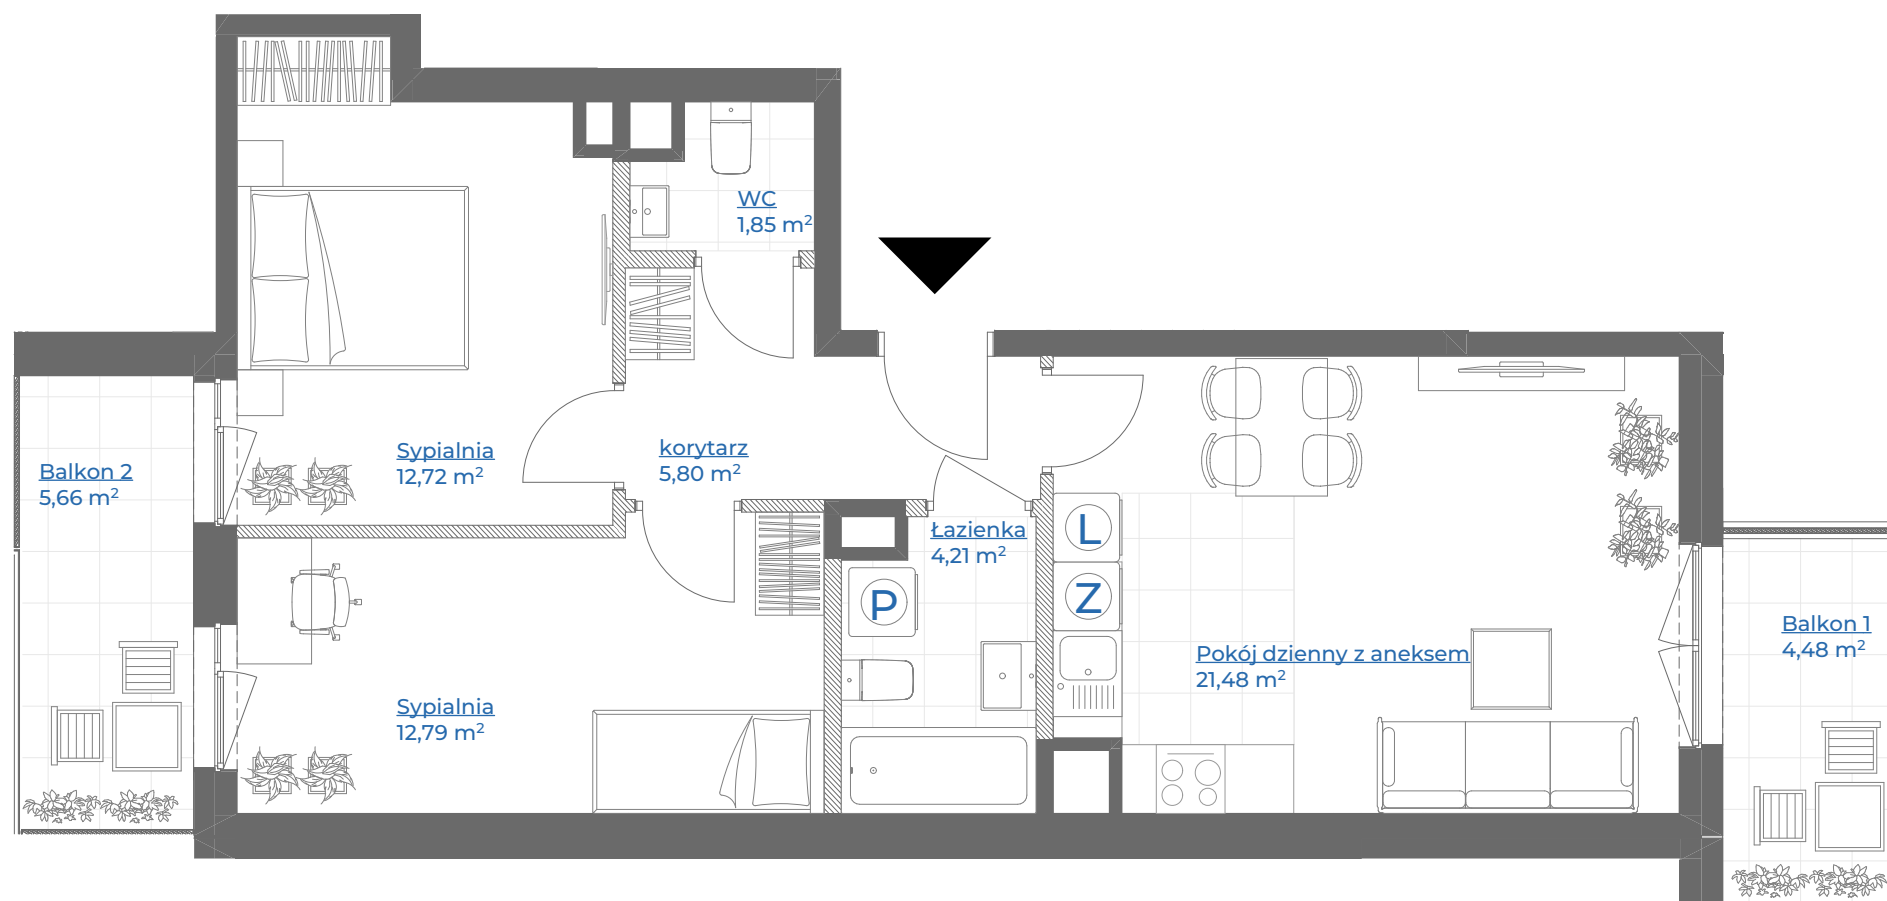 WC
1,85 m²
Sypialnia
12,72 m²
korytarz
5,80 m²
Balkon 2
5,66 m²
Łazienka
4,21 m²
L
Z
P
Pokój dzienny z aneksem
21,48 m²
Balkon 1
4,48 m²
Sypialnia
12,79 m²